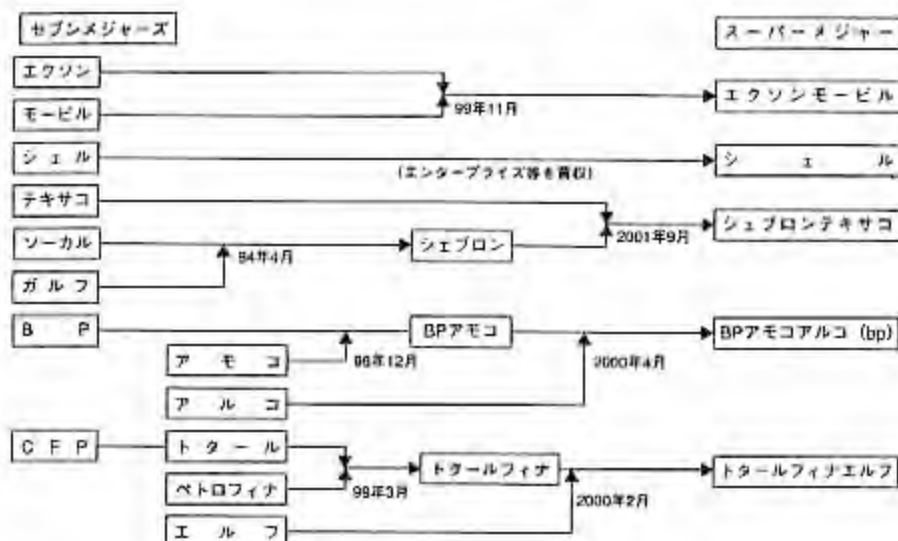 セブンメジャーズ
スーパーメジャー
エクソン
モービル
99年11月
エクソンモービル
シェル
(エンタープライズ等を買収)
シェル
テキサコ
ソーカル
84年4月
シェブロン
2001年9月
シェブロンテキサコ
ガルフ
BP
BPアモコ
BPアモコアルコ (bp)
アモコ
98年12月
2000年4月
アルコ
CFP
トタール
トタールフィナ
トタールフィナエルフ
ペトロフィナ
99年3月
2000年2月
エルフ